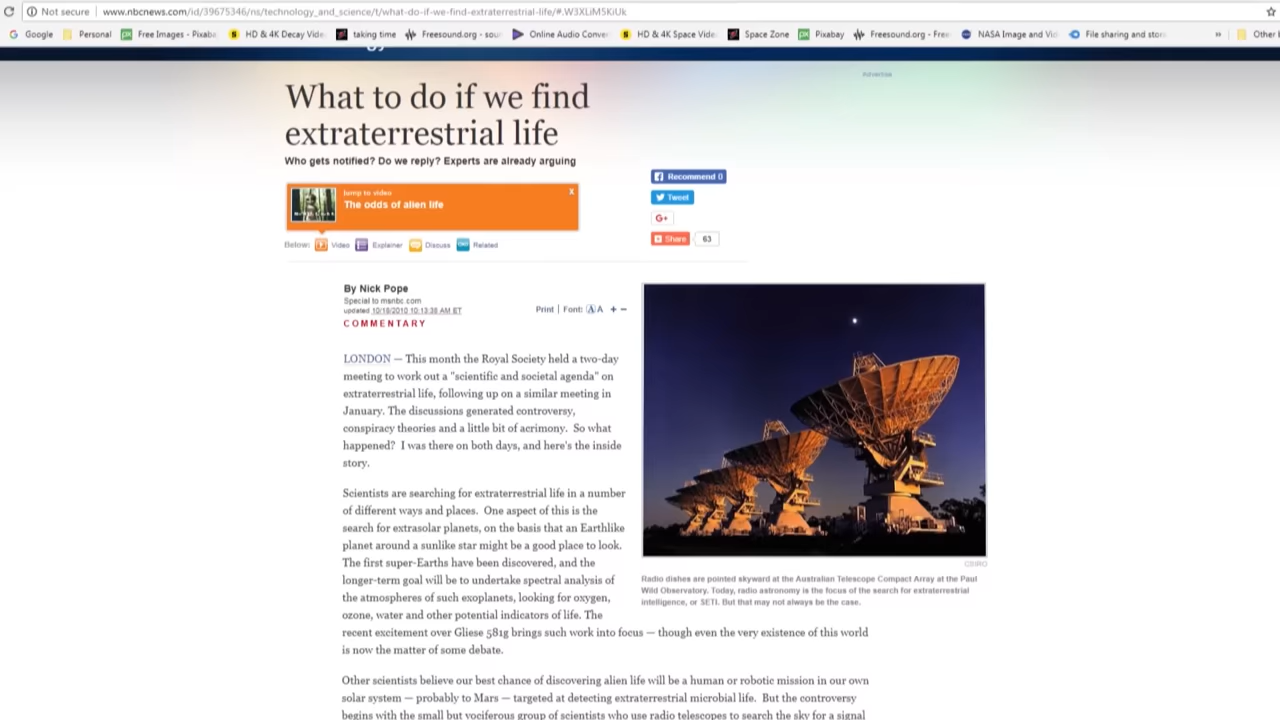 Not secure | www.nbcnews.com/id/39675346/ns/technology_and_science/t/what-do-if-we-find-extraterrestrial-life/#.W3XLiM5KiUk
Google Personal Free Images - Pixaba HD & 4K Decay Vide taking time Freesound.org - sour Online Audio Conver HD & 4K Space Vide Space Zone Pixabay Freesound.org - Free NASA Image and Vi File sharing and stor » Other
Advertise
What to do if we find
extraterrestrial life
Who gets notified? Do we reply? Experts are already arguing
Jump to video
x
The odds of alien life
Below: Video Explainer Discuss Related
Recommend 0
Tweet
G+
Share 63
By Nick Pope
Special to msnbc.com
updated 10/18/2010 10:13:38 AM ET
COMMENTARY
Print | Font: A A + −
LONDON — This month the Royal Society held a two-day
meeting to work out a "scientific and societal agenda" on
extraterrestrial life, following up on a similar meeting in
January. The discussions generated controversy,
conspiracy theories and a little bit of acrimony. So what
happened? I was there on both days, and here's the inside
story.
Scientists are searching for extraterrestrial life in a number
of different ways and places. One aspect of this is the
search for extrasolar planets, on the basis that an Earthlike
planet around a sunlike star might be a good place to look.
The first super-Earths have been discovered, and the
longer-term goal will be to undertake spectral analysis of
the atmospheres of such exoplanets, looking for oxygen,
ozone, water and other potential indicators of life. The
recent excitement over Gliese 581g brings such work into focus — though even the very existence of this world
is now the matter of some debate.
CSIRO
Radio dishes are pointed skyward at the Australian Telescope Compact Array at the Paul
Wild Observatory. Today, radio astronomy is the focus of the search for extraterrestrial
intelligence, or SETI. But that may not always be the case.
Other scientists believe our best chance of discovering alien life will be a human or robotic mission in our own
solar system — probably to Mars — targeted at detecting extraterrestrial microbial life. But the controversy
begins with the small but vociferous group of scientists who use radio telescopes to search the sky for a signal